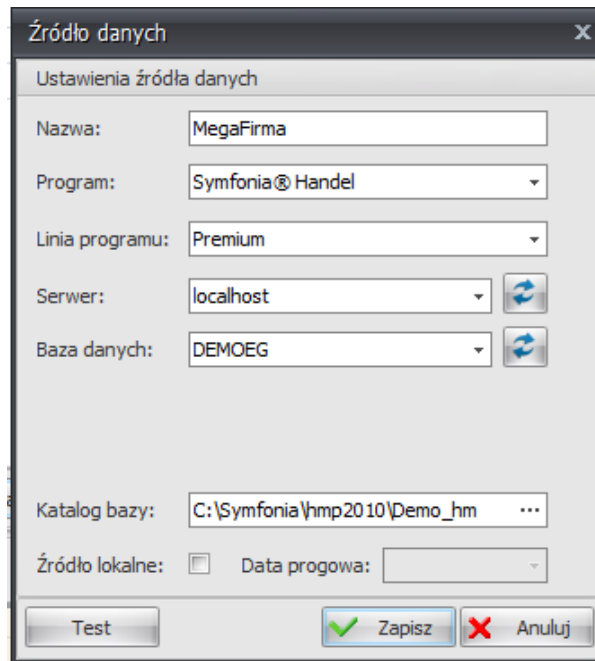 Źródło danych
Ustawienia źródła danych
Nazwa: MegaFirma
Program: Symfonia® Handel
Linia programu: Premium
Serwer: localhost
Baza danych: DEMOEG
Katalog bazy: C:\Symfonia\hmp2010\Demo_hm ...
Źródło lokalne: Data progowa:
Test Zapisz Anuluj